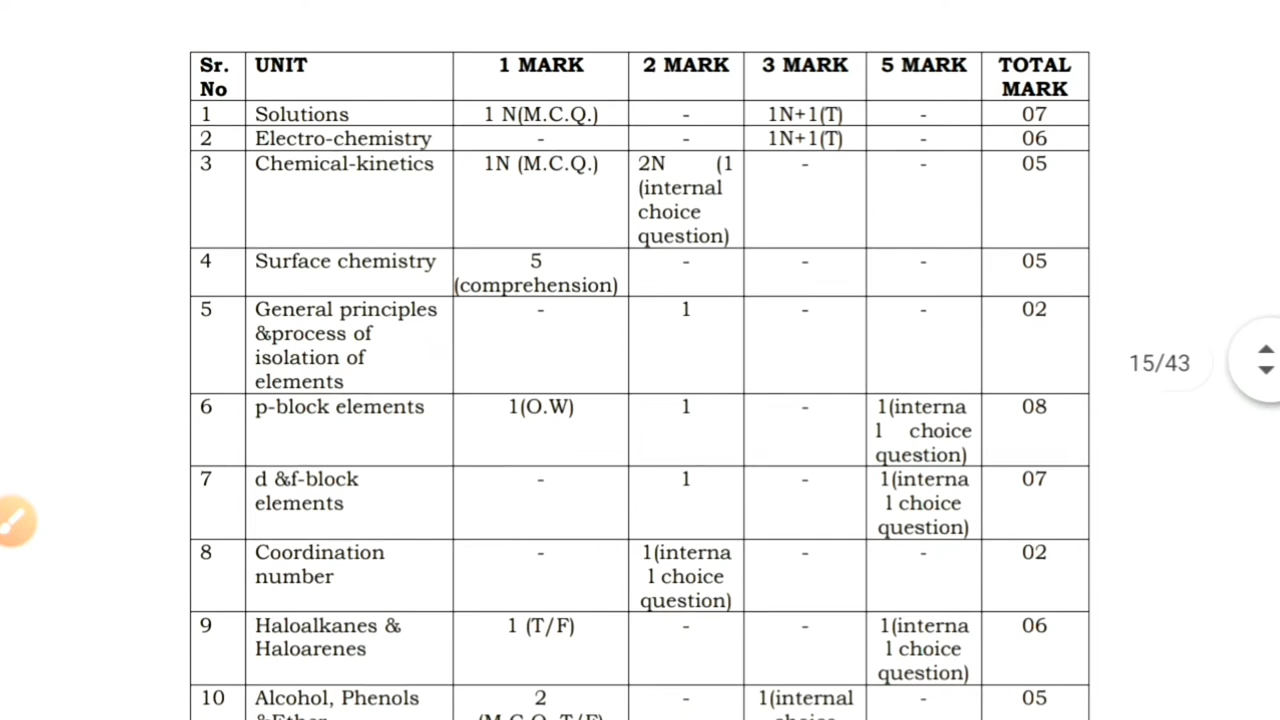 Sr. No UNIT 1 MARK 2 MARK 3 MARK 5 MARK TOTAL MARK
1 Solutions 1 N(M.C.Q.) - 1N+1(T) - 07
2 Electro-chemistry - - 1N+1(T) - 06
3 Chemical-kinetics 1N (M.C.Q.) 2N (1 (internal choice question) - - 05
4 Surface chemistry 5 (comprehension) - - - 05
5 General principles &process of isolation of elements - 1 - - 02
6 p-block elements 1(O.W) 1 - 1(interna l choice question) 08
7 d &f-block elements - 1 - 1(interna l choice question) 07
8 Coordination number - 1(interna l choice question) - - 02
9 Haloalkanes & Haloarenes 1 (T/F) - - 1(interna l choice question) 06
10 Alcohol, Phenols &Ether 2 (M.C.Q, T/F) - 1(internal choice - 05
15/43